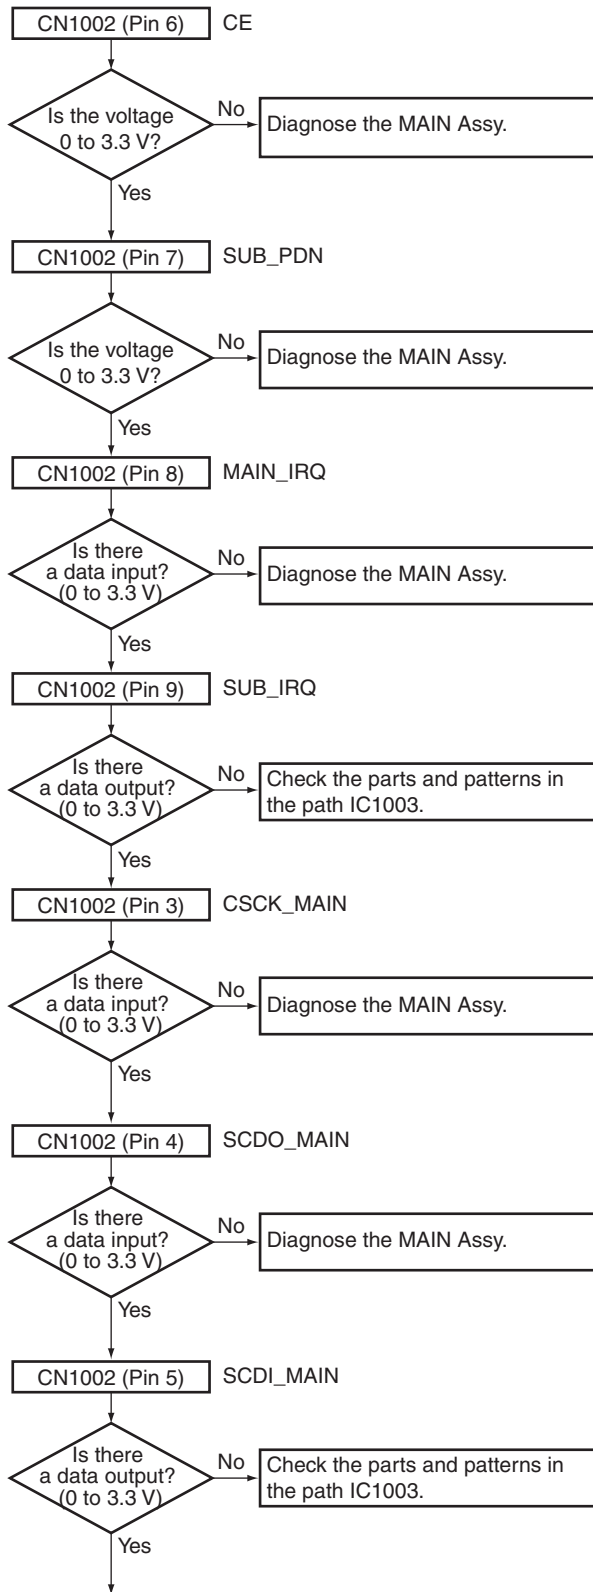 CN1002 (Pin 6) CE
Is the voltage
0 to 3.3 V?
No
Diagnose the MAIN Assy.
Yes
CN1002 (Pin 7) SUB_PDN
Is the voltage
0 to 3.3 V?
No
Diagnose the MAIN Assy.
Yes
CN1002 (Pin 8) MAIN_IRQ
Is there
a data input?
(0 to 3.3 V)
No
Diagnose the MAIN Assy.
Yes
CN1002 (Pin 9) SUB_IRQ
Is there
a data output?
(0 to 3.3 V)
No
Check the parts and patterns in
the path IC1003.
Yes
CN1002 (Pin 3) CSCK_MAIN
Is there
a data input?
(0 to 3.3 V)
No
Diagnose the MAIN Assy.
Yes
CN1002 (Pin 4) SCDO_MAIN
Is there
a data input?
(0 to 3.3 V)
No
Diagnose the MAIN Assy.
Yes
CN1002 (Pin 5) SCDI_MAIN
Is there
a data output?
(0 to 3.3 V)
No
Check the parts and patterns in
the path IC1003.
Yes